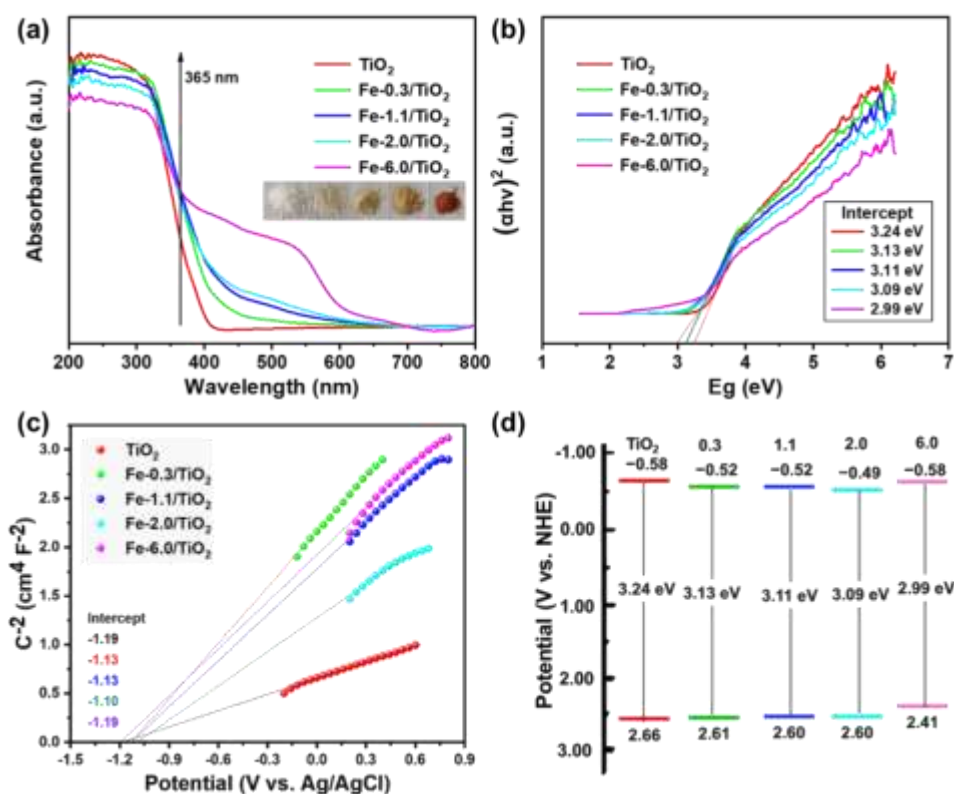 (a)
365 nm
TiO₂
Fe-0.3/TiO₂
Fe-1.1/TiO₂
Fe-2.0/TiO₂
Fe-6.0/TiO₂
Absorbance (a.u.)
200 300 400 500 600 700 800
Wavelength (nm)
(b)
TiO₂
Fe-0.3/TiO₂
Fe-1.1/TiO₂
Fe-2.0/TiO₂
Fe-6.0/TiO₂
(αhv)² (a.u.)
Intercept
3.24 eV
3.13 eV
3.11 eV
3.09 eV
2.99 eV
1 2 3 4 5 6 7
Eg (eV)
(c)
TiO₂
Fe-0.3/TiO₂
Fe-1.1/TiO₂
Fe-2.0/TiO₂
Fe-6.0/TiO₂
C⁻² (cm⁴ F⁻²)
3.0
2.5
2.0
1.5
1.0
0.5
0.0
Intercept
-1.19
-1.13
-1.13
-1.10
-1.19
-1.5 -1.2 -0.9 -0.6 -0.3 0.0 0.3 0.6 0.9
Potential (V vs. Ag/AgCl)
(d)
Potential (V vs. NHE)
-1.00
0.00
1.00
2.00
3.00
TiO₂ 0.3 1.1 2.0 6.0
−0.58 −0.52 −0.52 −0.49 −0.58
3.24 eV 3.13 eV 3.11 eV 3.09 eV 2.99 eV
2.66 2.61 2.60 2.60 2.41